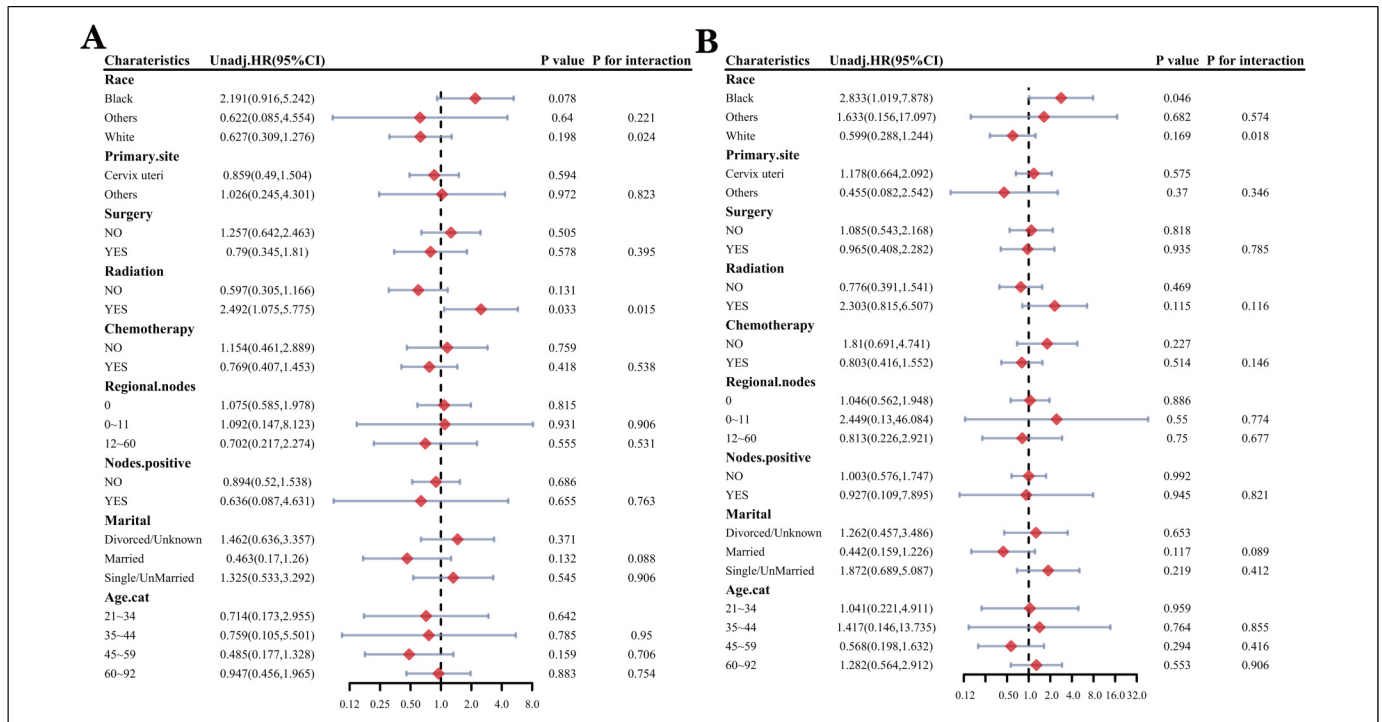 A
Charateristics Unadj.HR(95%CI) P value P for interaction
Race
Black 2.191(0.916,5.242) 0.078
Others 0.622(0.085,4.554) 0.64 0.221
White 0.627(0.309,1.276) 0.198 0.024
Primary.site
Cervix uteri 0.859(0.49,1.504) 0.594
Others 1.026(0.245,4.301) 0.972 0.823
Surgery
NO 1.257(0.642,2.463) 0.505
YES 0.79(0.345,1.81) 0.578 0.395
Radiation
NO 0.597(0.305,1.166) 0.131
YES 2.492(1.075,5.775) 0.033 0.015
Chemotherapy
NO 1.154(0.461,2.889) 0.759
YES 0.769(0.407,1.453) 0.418 0.538
Regional.nodes
0 1.075(0.585,1.978) 0.815
0~11 1.092(0.147,8.123) 0.931 0.906
12~60 0.702(0.217,2.274) 0.555 0.531
Nodes.positive
NO 0.894(0.52,1.538) 0.686
YES 0.636(0.087,4.631) 0.655 0.763
Marital
Divorced/Unknown 1.462(0.636,3.357) 0.371
Married 0.463(0.17,1.26) 0.132 0.088
Single/UnMarried 1.325(0.533,3.292) 0.545 0.906
Age.cat
21~34 0.714(0.173,2.955) 0.642
35~44 0.759(0.105,5.501) 0.785 0.95
45~59 0.485(0.177,1.328) 0.159 0.706
60~92 0.947(0.456,1.965) 0.883 0.754
0.12 0.25 0.50 1.0 2.0 4.0 8.0
B
Charateristics Unadj.HR(95%CI) P value P for interaction
Race
Black 2.833(1.019,7.878) 0.046
Others 1.633(0.156,17.097) 0.682 0.574
White 0.599(0.288,1.244) 0.169 0.018
Primary.site
Cervix uteri 1.178(0.664,2.092) 0.575
Others 0.455(0.082,2.542) 0.37 0.346
Surgery
NO 1.085(0.543,2.168) 0.818
YES 0.965(0.408,2.282) 0.935 0.785
Radiation
NO 0.776(0.391,1.541) 0.469
YES 2.303(0.815,6.507) 0.115 0.116
Chemotherapy
NO 1.81(0.691,4.741) 0.227
YES 0.803(0.416,1.552) 0.514 0.146
Regional.nodes
0 1.046(0.562,1.948) 0.886
0~11 2.449(0.13,46.084) 0.55 0.774
12~60 0.813(0.226,2.921) 0.75 0.677
Nodes.positive
NO 1.003(0.576,1.747) 0.992
YES 0.927(0.109,7.895) 0.945 0.821
Marital
Divorced/Unknown 1.262(0.457,3.486) 0.653
Married 0.442(0.159,1.226) 0.117 0.089
Single/UnMarried 1.872(0.689,5.087) 0.219 0.412
Age.cat
21~34 1.041(0.221,4.911) 0.959
35~44 1.417(0.146,13.735) 0.764 0.855
45~59 0.568(0.198,1.632) 0.294 0.416
60~92 1.282(0.564,2.912) 0.553 0.906
0.12 0.50 1.0 2.0 4.0 8.0 16.0 32.0